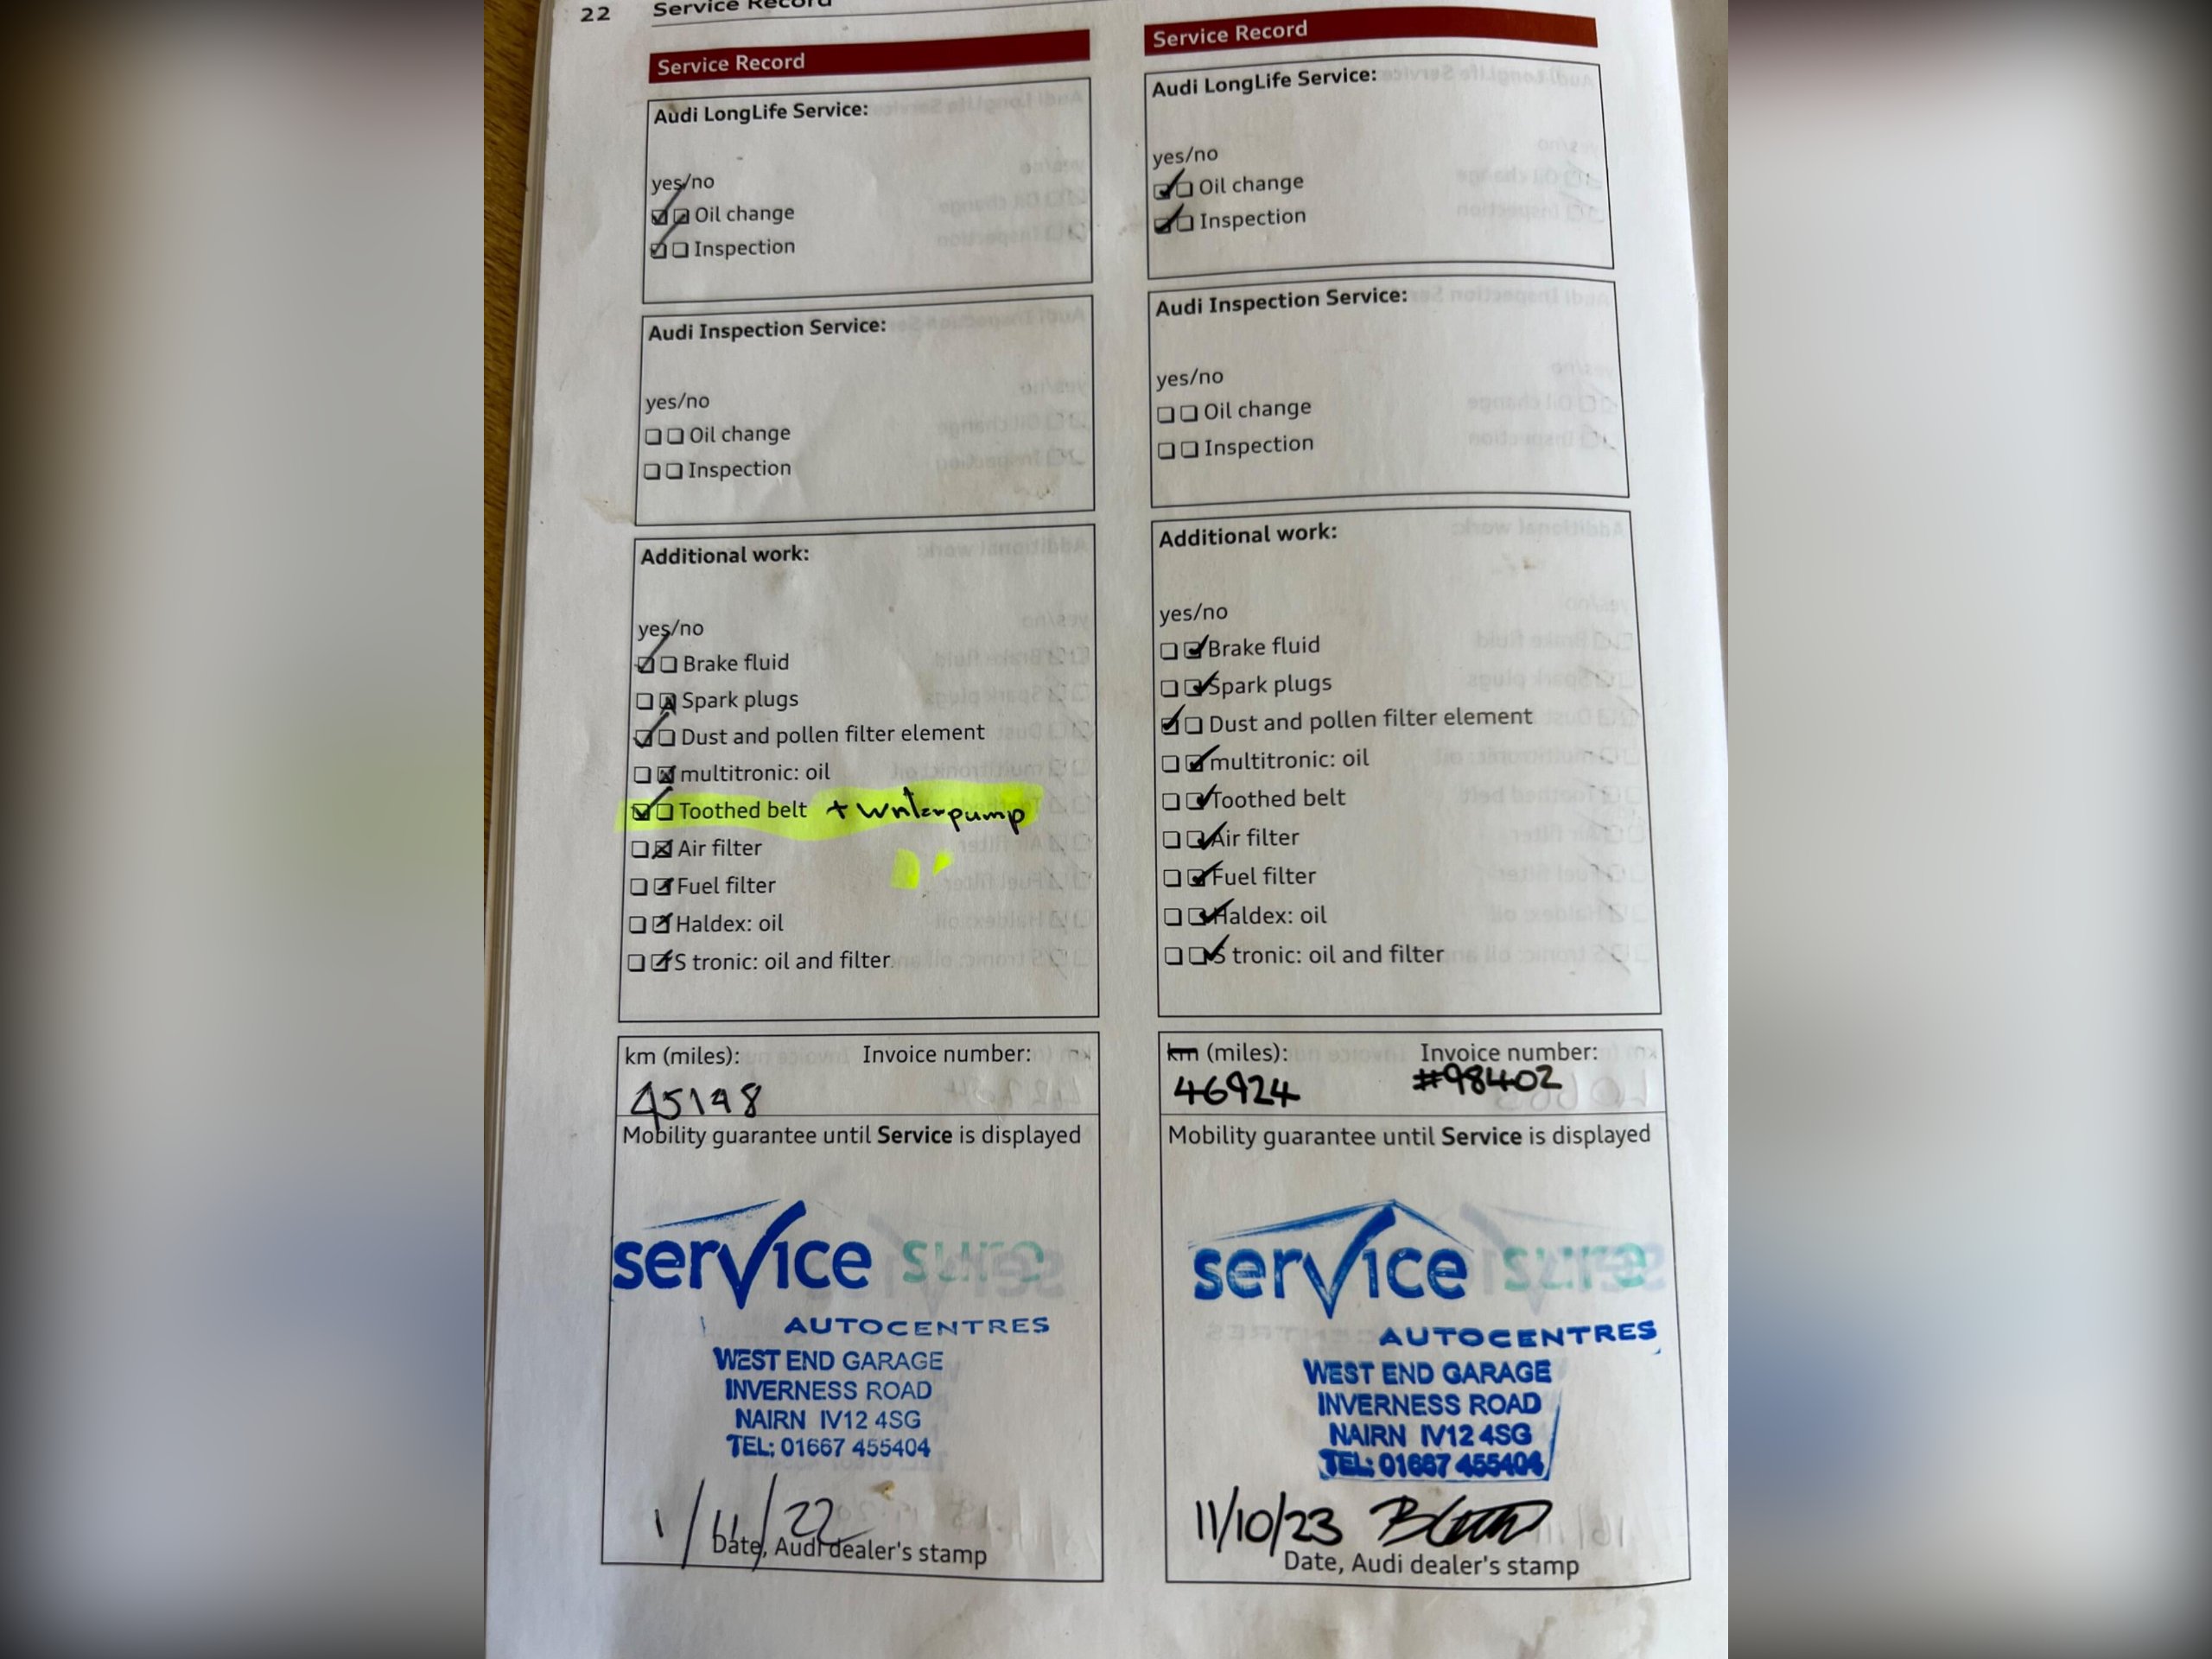 22 Service Record
Service Record
Audi LongLife Service:
yes/no
Oil change
Inspection
Audi Inspection Service:
yes/no
Oil change
Inspection
Additional work:
yes/no
Brake fluid
Spark plugs
Dust and pollen filter element
multitronic: oil
Toothed belt + Waterpump
Air filter
Fuel filter
Haldex: oil
S tronic: oil and filter
km (miles): Invoice number:
45198
Mobility guarantee until Service is displayed
service sure
AUTOCENTRES
WEST END GARAGE
INVERNESS ROAD
NAIRN IV12 4SG
TEL: 01667 455404
1/11/22
Date, Audi dealer's stamp
Service Record
Audi LongLife Service:
yes/no
Oil change
Inspection
Audi Inspection Service:
yes/no
Oil change
Inspection
Additional work:
yes/no
Brake fluid
Spark plugs
Dust and pollen filter element
multitronic: oil
Toothed belt
Air filter
Fuel filter
Haldex: oil
S tronic: oil and filter
km (miles): Invoice number:
46924 #98402
Mobility guarantee until Service is displayed
service sure
AUTOCENTRES
WEST END GARAGE
INVERNESS ROAD
NAIRN IV12 4SG
TEL: 01667 455404
11/10/23
Date, Audi dealer's stamp